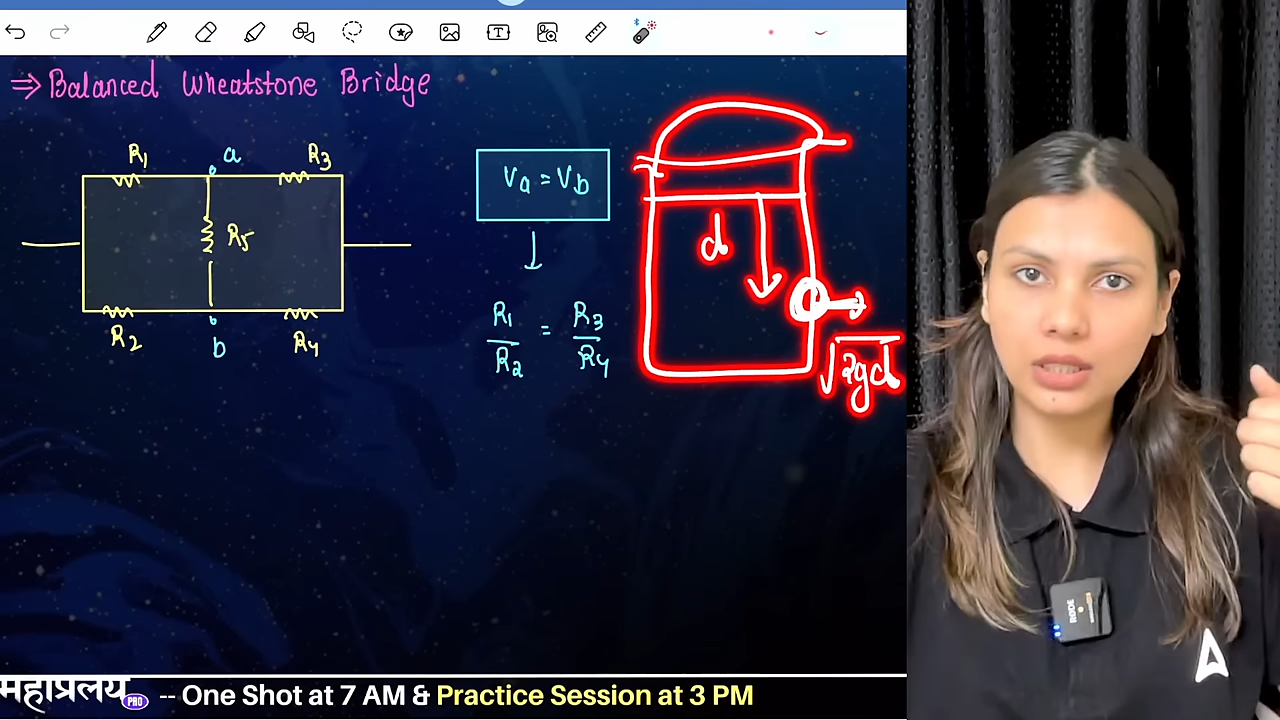 ⇒ Balanced Wheatstone Bridge
R1 a R3
R5
R2 b R4
Va = Vb
↓
R1/R2 = R3/R4
d
√2gd
RODE
महाप्रलय PRO -- One Shot at 7 AM & Practice Session at 3 PM